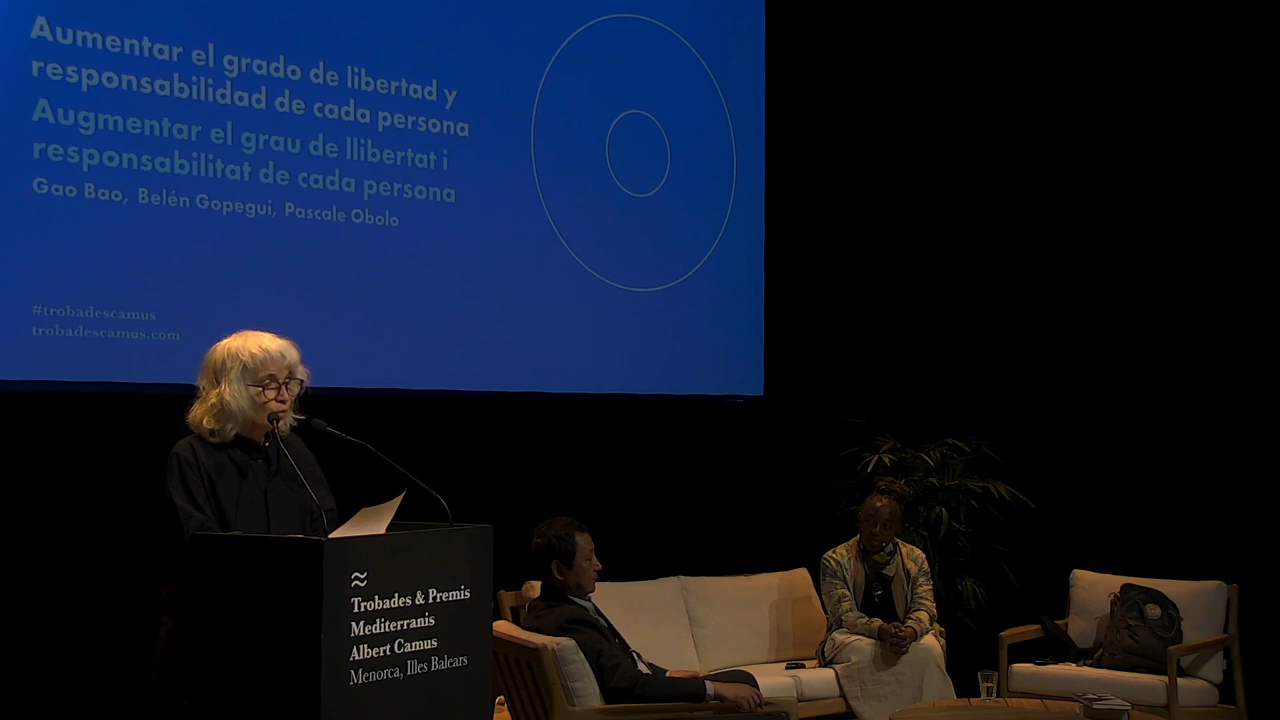 Aumentar el grado de libertad y
responsabilidad de cada persona
Augmentar el grau de llibertat i
responsabilitat de cada persona
Gao Bao, Belén Gopegui, Pascale Obolo
#trobadescamus
trobadescamus.com
Trobades & Premis
Mediterranis
Albert Camus
Menorca, Illes Balears